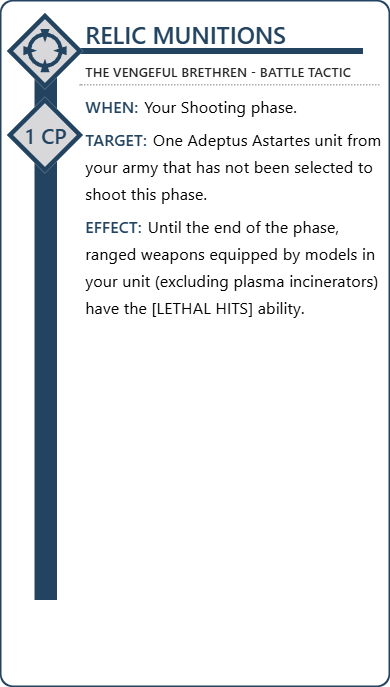 RELIC MUNITIONS
THE VENGEFUL BRETHREN - BATTLE TACTIC
1 CP
WHEN: Your Shooting phase.
TARGET: One Adeptus Astartes unit from
your army that has not been selected to
shoot this phase.
EFFECT: Until the end of the phase,
ranged weapons equipped by models in
your unit (excluding plasma incinerators)
have the [LETHAL HITS] ability.